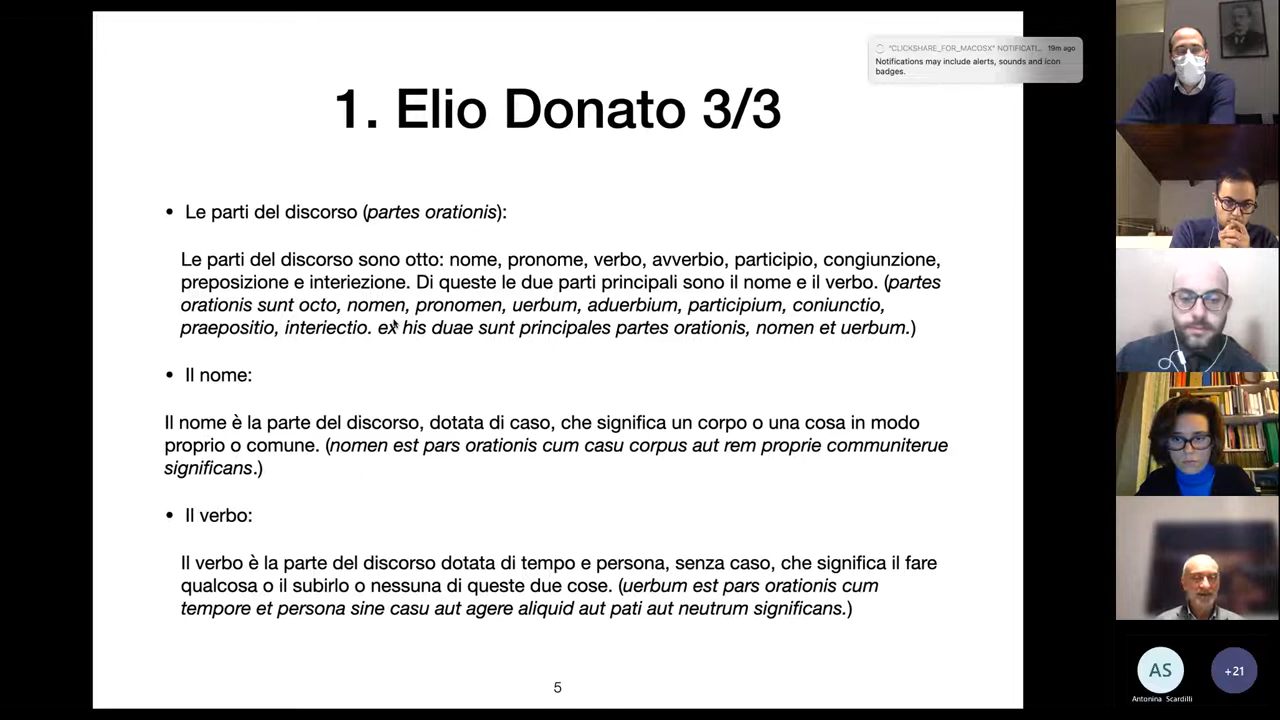 "CLICKSHARE_FOR_MACOSX" NOTIFICATI... 19m ago
Notifications may include alerts, sounds and icon
badges.
1. Elio Donato 3/3
• Le parti del discorso (partes orationis):
Le parti del discorso sono otto: nome, pronome, verbo, avverbio, participio, congiunzione,
preposizione e interiezione. Di queste le due parti principali sono il nome e il verbo. (partes
orationis sunt octo, nomen, pronomen, uerbum, aduerbium, participium, coniunctio,
praepositio, interiectio. ex his duae sunt principales partes orationis, nomen et uerbum.)
• Il nome:
Il nome è la parte del discorso, dotata di caso, che significa un corpo o una cosa in modo
proprio o comune. (nomen est pars orationis cum casu corpus aut rem proprie communiterue
significans.)
• Il verbo:
Il verbo è la parte del discorso dotata di tempo e persona, senza caso, che significa il fare
qualcosa o il subirlo o nessuna di queste due cose. (uerbum est pars orationis cum
tempore et persona sine casu aut agere aliquid aut pati aut neutrum significans.)
5
AS
Antonina Scardilli
+21